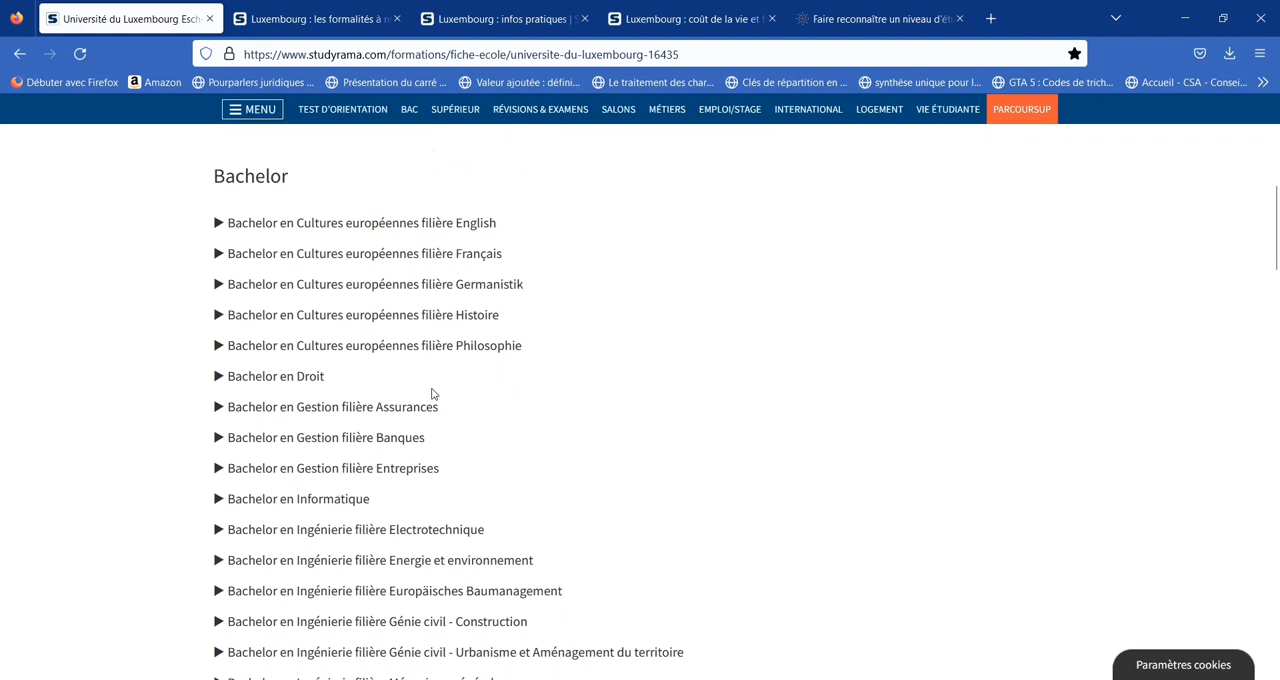 Université du Luxembourg Esch
Luxembourg : les formalités à r
Luxembourg : infos pratiques | S
Luxembourg : coût de la vie et f
Faire reconnaître un niveau d'ét
https://www.studyrama.com/formations/fiche-ecole/universite-du-luxembourg-16435
Débuter avec Firefox
Amazon
Pourparlers juridiques ...
Présentation du carré ...
Valeur ajoutée : défini...
Le traitement des char...
Clés de répartition en ...
synthèse unique pour l...
GTA 5 : Codes de trich...
Accueil - CSA - Consei...
MENU
TEST D'ORIENTATION
BAC
SUPÉRIEUR
RÉVISIONS & EXAMENS
SALONS
MÉTIERS
EMPLOI/STAGE
INTERNATIONAL
LOGEMENT
VIE ÉTUDIANTE
PARCOURSUP
Bachelor
Bachelor en Cultures européennes filière English
Bachelor en Cultures européennes filière Français
Bachelor en Cultures européennes filière Germanistik
Bachelor en Cultures européennes filière Histoire
Bachelor en Cultures européennes filière Philosophie
Bachelor en Droit
Bachelor en Gestion filière Assurances
Bachelor en Gestion filière Banques
Bachelor en Gestion filière Entreprises
Bachelor en Informatique
Bachelor en Ingénierie filière Electrotechnique
Bachelor en Ingénierie filière Energie et environnement
Bachelor en Ingénierie filière Europäisches Baumanagement
Bachelor en Ingénierie filière Génie civil - Construction
Bachelor en Ingénierie filière Génie civil - Urbanisme et Aménagement du territoire
Paramètres cookies